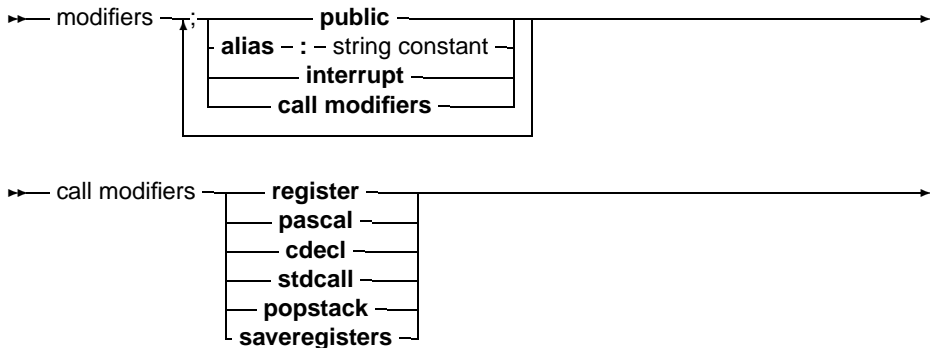 modifiers ; public
alias : string constant
interrupt
call modifiers
call modifiers register
pascal
cdecl
stdcall
popstack
saveregisters